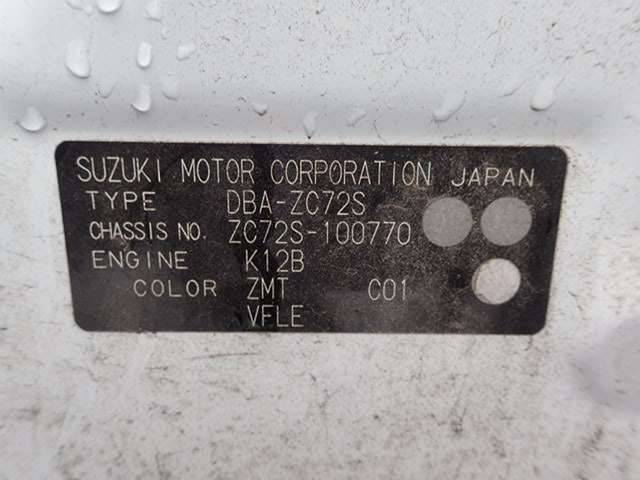 SUZUKI MOTOR CORPORATION JAPAN
TYPE DBA-ZC72S
CHASSIS NO. ZC72S-100770
ENGINE K12B
COLOR ZMT C01
VFLE